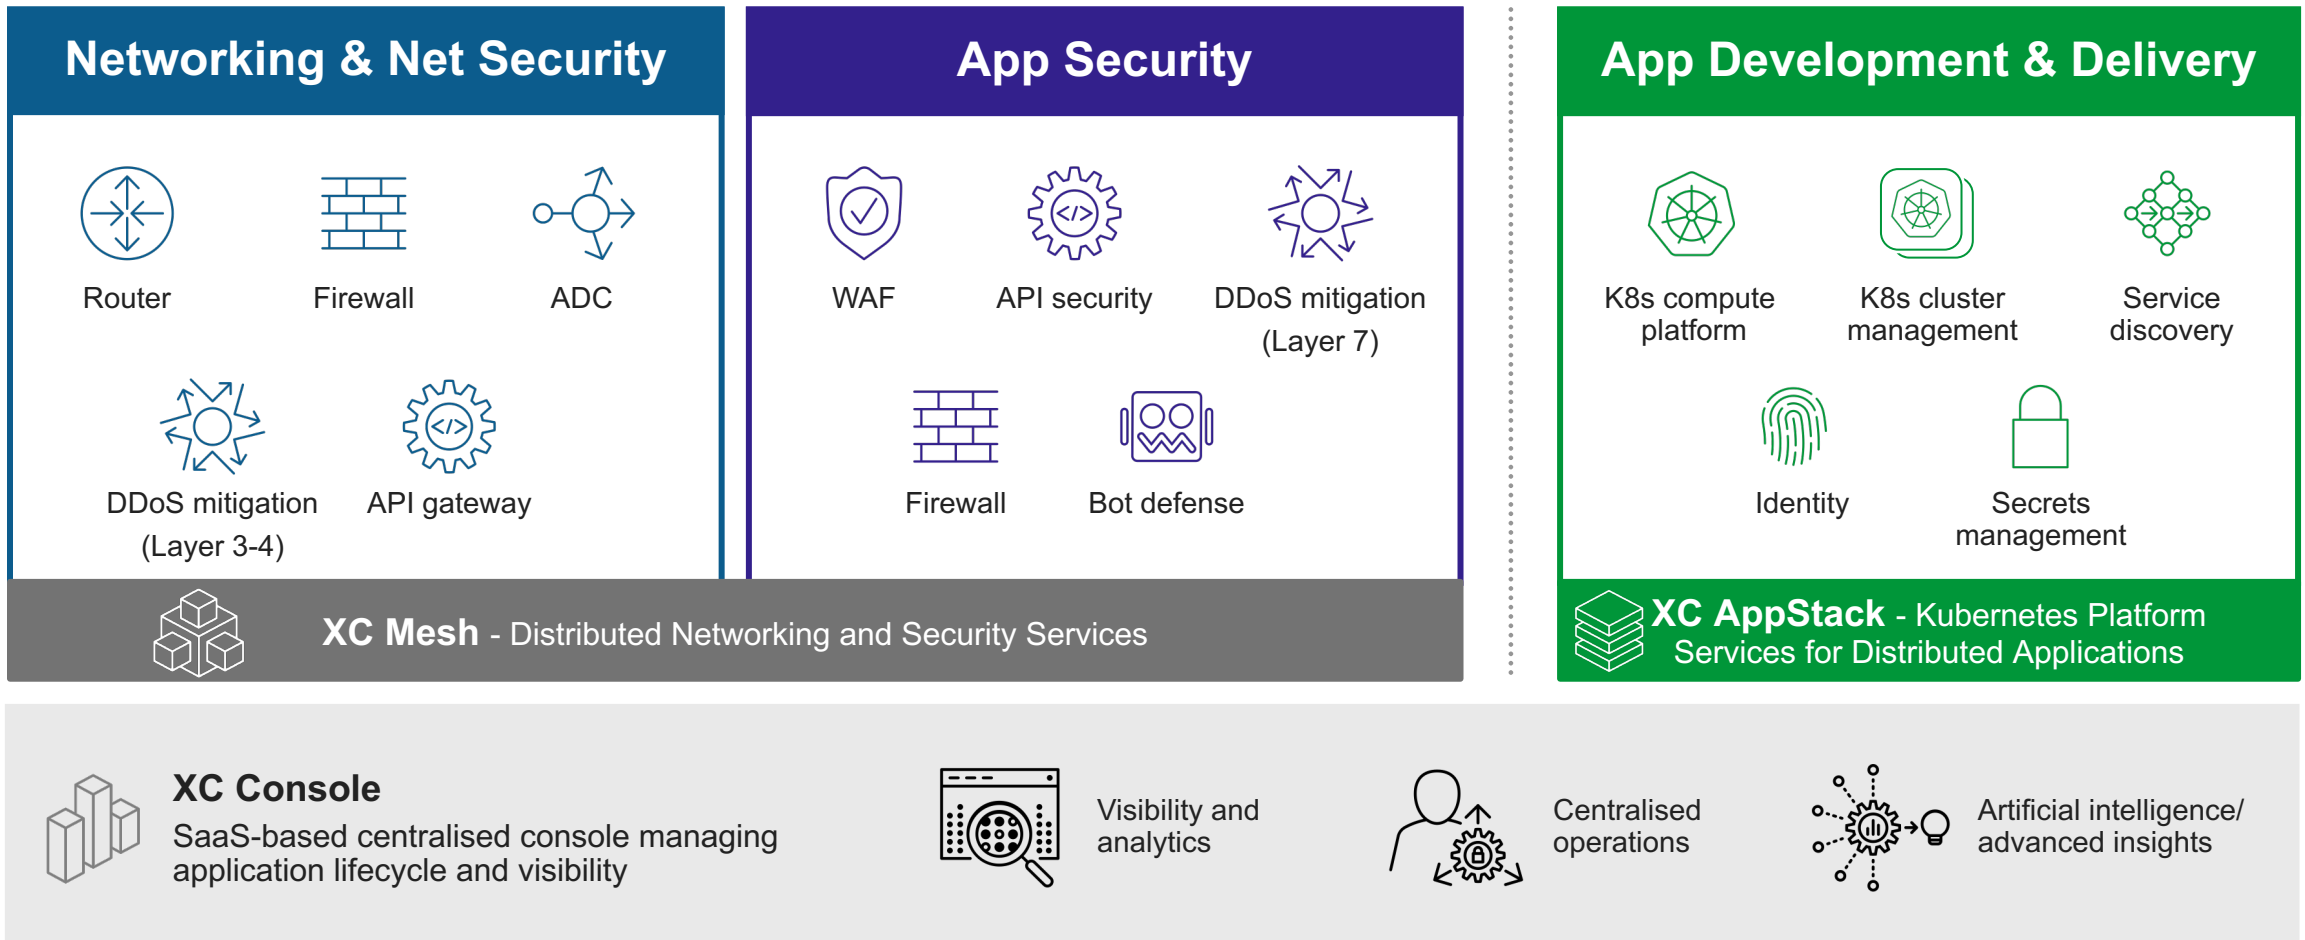 Networking & Net Security
Router
Firewall
ADC
DDoS mitigation
(Layer 3-4)
API gateway
App Security
WAF
API security
DDoS mitigation
(Layer 7)
Firewall
Bot defense
XC Mesh - Distributed Networking and Security Services
App Development & Delivery
K8s compute
platform
K8s cluster
management
Service
discovery
Identity
Secrets
management
XC AppStack - Kubernetes Platform
Services for Distributed Applications
XC Console
SaaS-based centralised console managing
application lifecycle and visibility
Visibility and
analytics
Centralised
operations
Artificial intelligence/
advanced insights